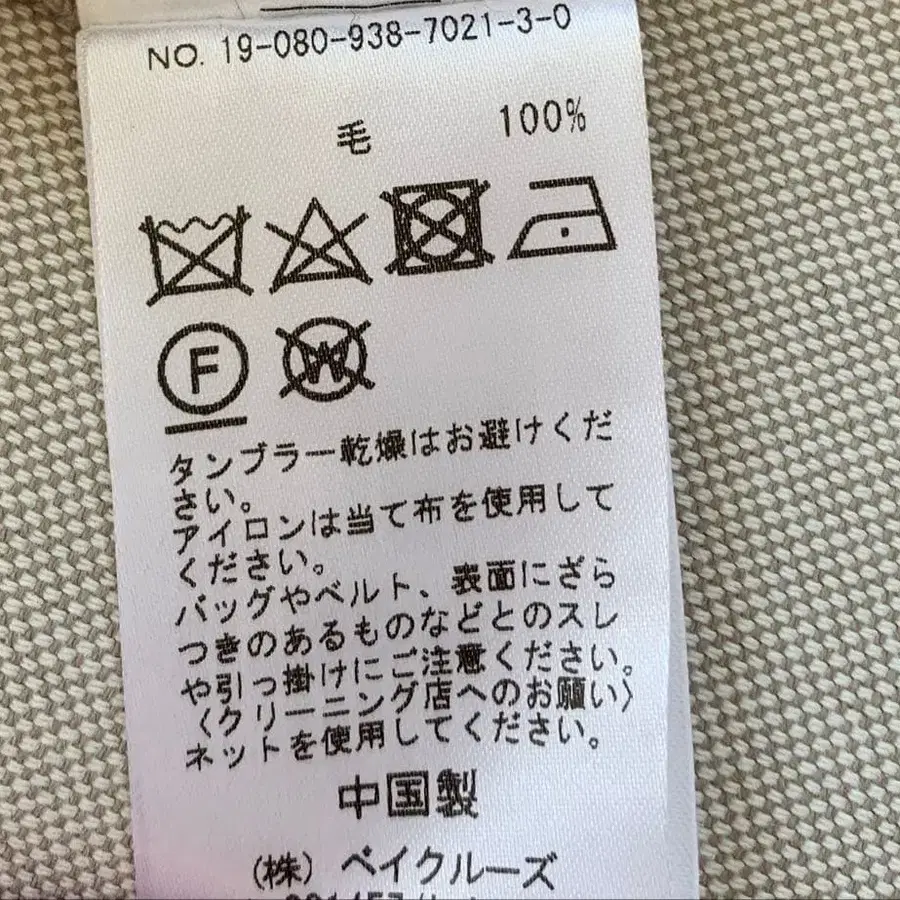 NO. 19-080-938-7021-3-0
毛 100%
F W
タンブラー乾燥はお避けくだ
さい。
アイロンは当て布を使用して
ください。
バッグやベルト、表面にざら
つきのあるものなどとのスレ
や引っ掛けにご注意ください。
〈クリーニング店へのお願い〉
ネットを使用してください。
中国製
(株) ベイクルーズ